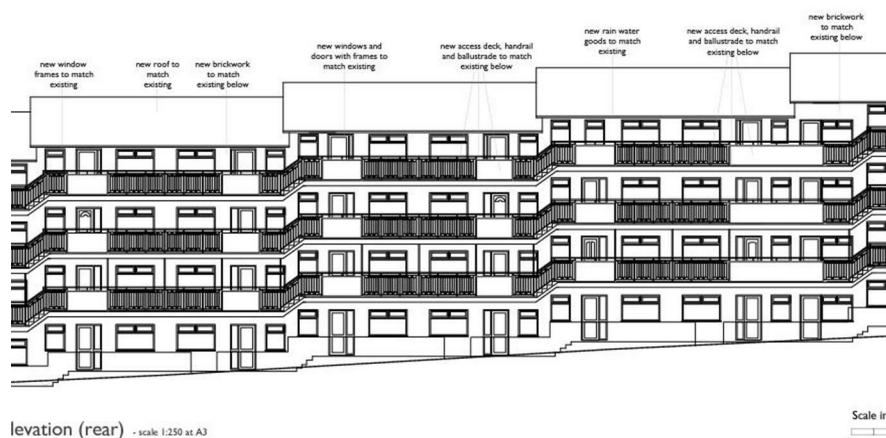 new window
frames to match
existing
new roof to
match
existing
new brickwork
to match
existing below
new windows and
doors with frames to
match existing
new access deck, handrail
and ballustrade to match
existing below
new rain water
goods to match
existing
new access deck, handrail
and ballustrade to match
existing below
new brickwork
to match
existing below
levation (rear) - scale 1:250 at A3
Scale in